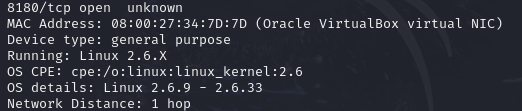 8180/tcp open  unknown
MAC Address: 08:00:27:34:7D:7D (Oracle VirtualBox virtual NIC)
Device type: general purpose
Running: Linux 2.6.X
OS CPE: cpe:/o:linux:linux_kernel:2.6
OS details: Linux 2.6.9 - 2.6.33
Network Distance: 1 hop